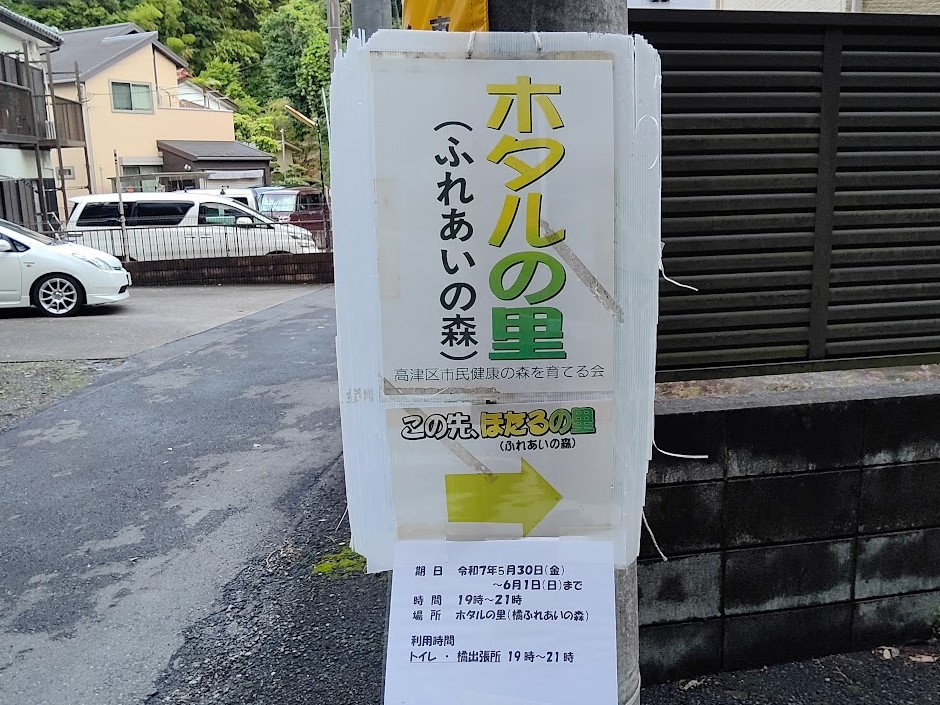 ホタルの里
(ふれあいの森)
高津区市民健康の森を育てる会
この先、ほたるの里
(ふれあいの森)
期 日 令和7年5月30日(金)
～6月1日(日)まで
時 間 19時～21時
場 所 ホタルの里(橘ふれあいの森)
利用時間
トイレ ・ 橘出張所 19時～21時